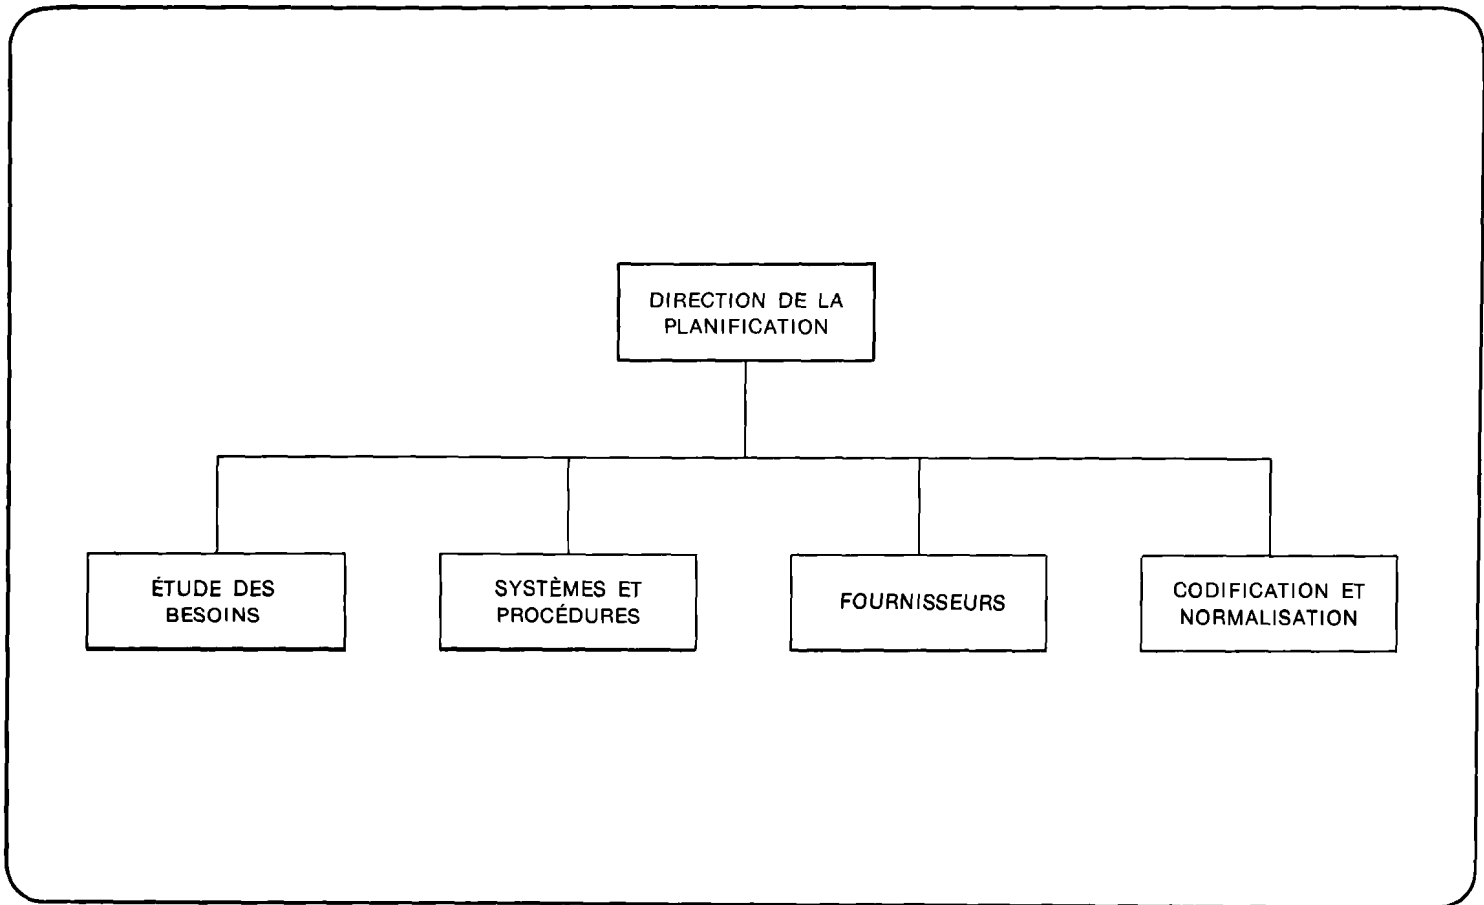 DIRECTION DE LA
PLANIFICATION
ÉTUDE DES
BESOINS
SYSTÈMES ET
PROCÉDURES
FOURNISSEURS
CODIFICATION ET
NORMALISATION